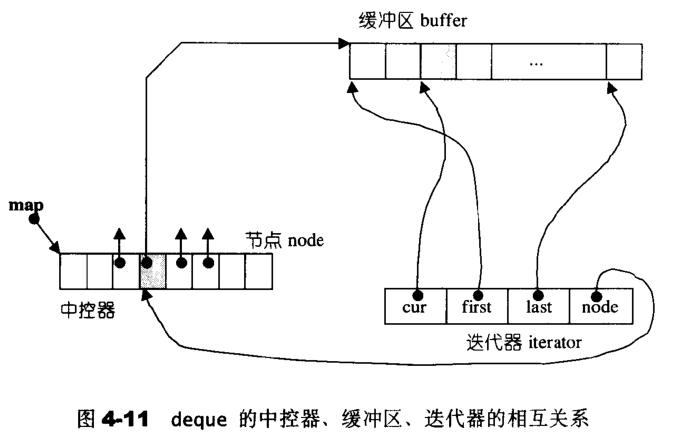 缓冲区 buffer
...
map
节点 node
中控器
cur first last node
迭代器 iterator
图 4-11 deque 的中控器、缓冲区、迭代器的相互关系